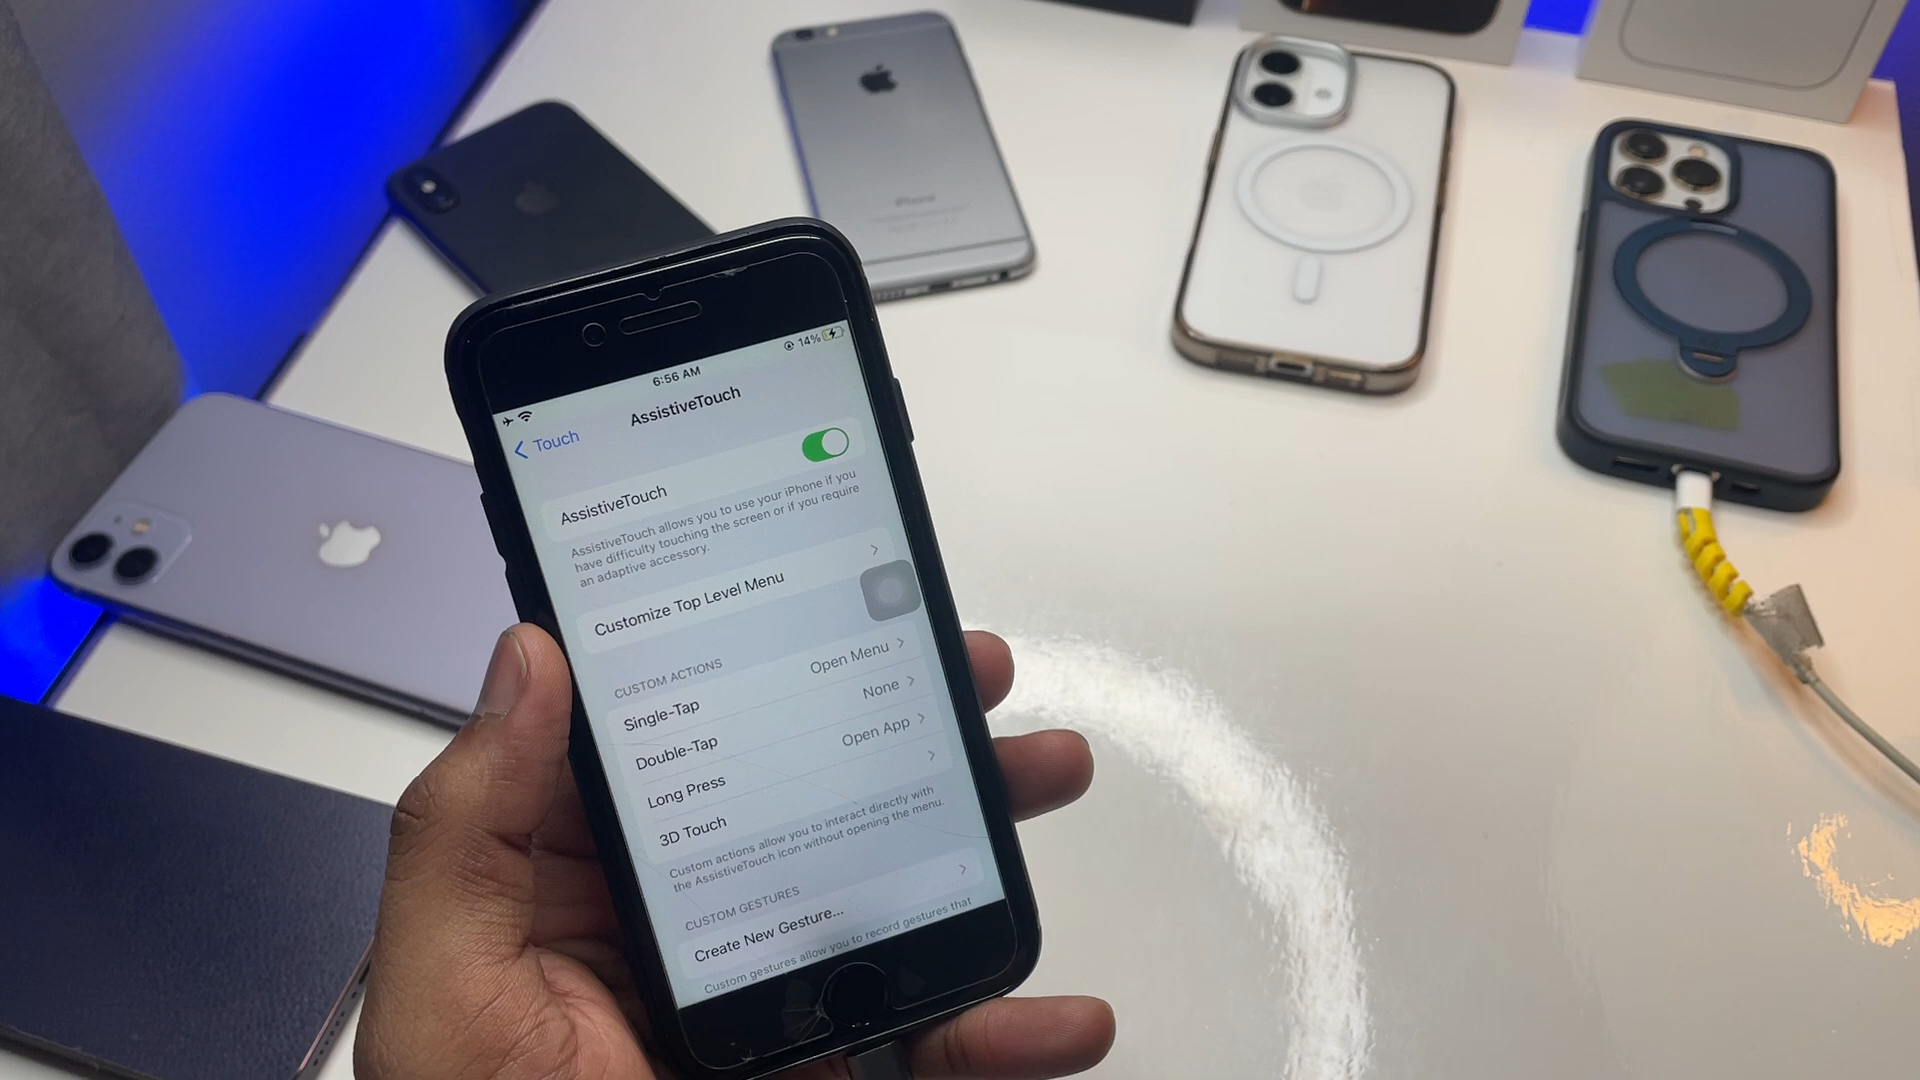 iPhone
14%
6:56 AM
Touch
AssistiveTouch
AssistiveTouch
AssistiveTouch allows you to use your iPhone if you
have difficulty touching the screen or if you require
an adaptive accessory.
Customize Top Level Menu
CUSTOM ACTIONS
Single-Tap Open Menu
Double-Tap None
Long Press Open App
3D Touch
Custom actions allow you to interact directly with
the AssistiveTouch icon without opening the menu.
CUSTOM GESTURES
Create New Gesture...
Custom gestures allow you to record gestures that